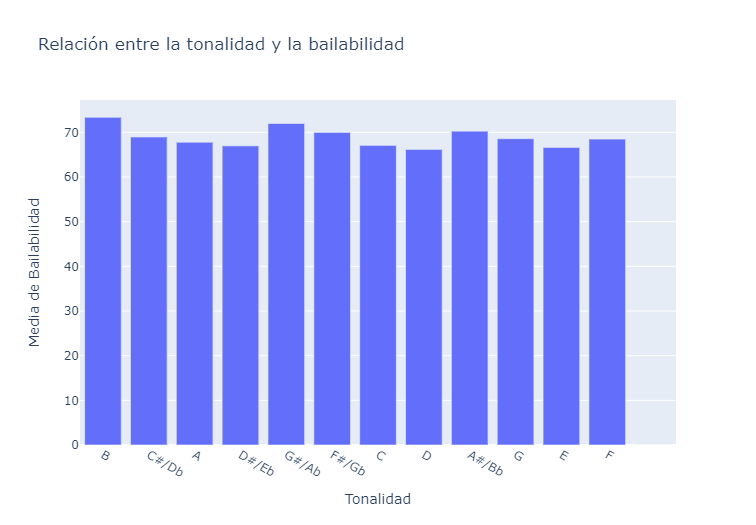 Relación entre la tonalidad y la bailabilidad
70
60
50
40
30
20
10
0
Media de Bailabilidad
B
C#/Db
A
D#/Eb
G#/Ab
F#/Gb
C
D
A#/Bb
G
E
F
Tonalidad